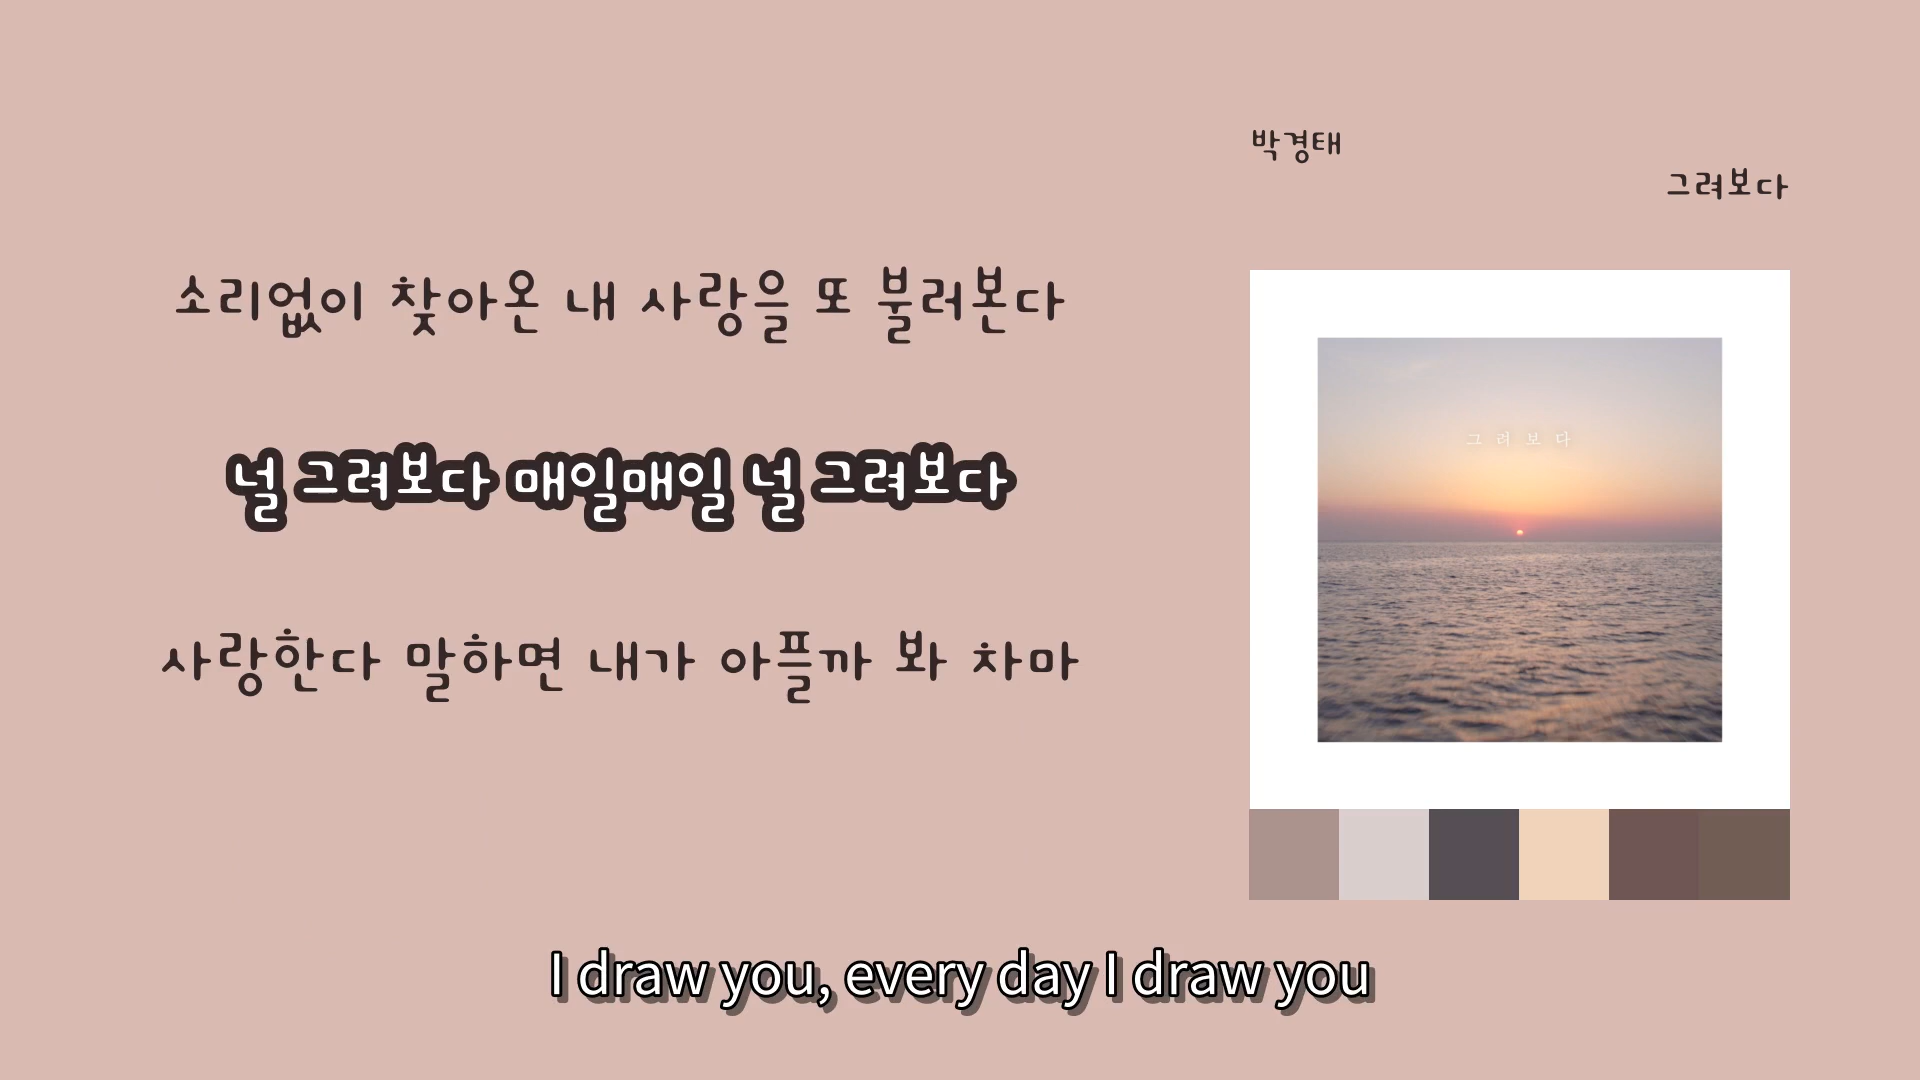 박경태
그려보다
소리없이 찾아온 내 사랑을 또 불러본다
널 그려보다 매일매일 널 그려보다
사랑한다 말하면 내가 아플까 봐 차마
그려보다
I draw you, every day I draw you